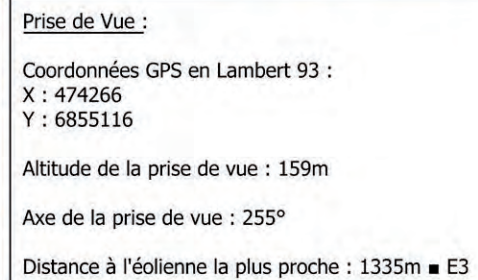 Prise de Vue :
Coordonnées GPS en Lambert 93 :
X : 474266
Y : 6855116
Altitude de la prise de vue : 159m
Axe de la prise de vue : 255°
Distance à l'éolienne la plus proche : 1335m ■ E3